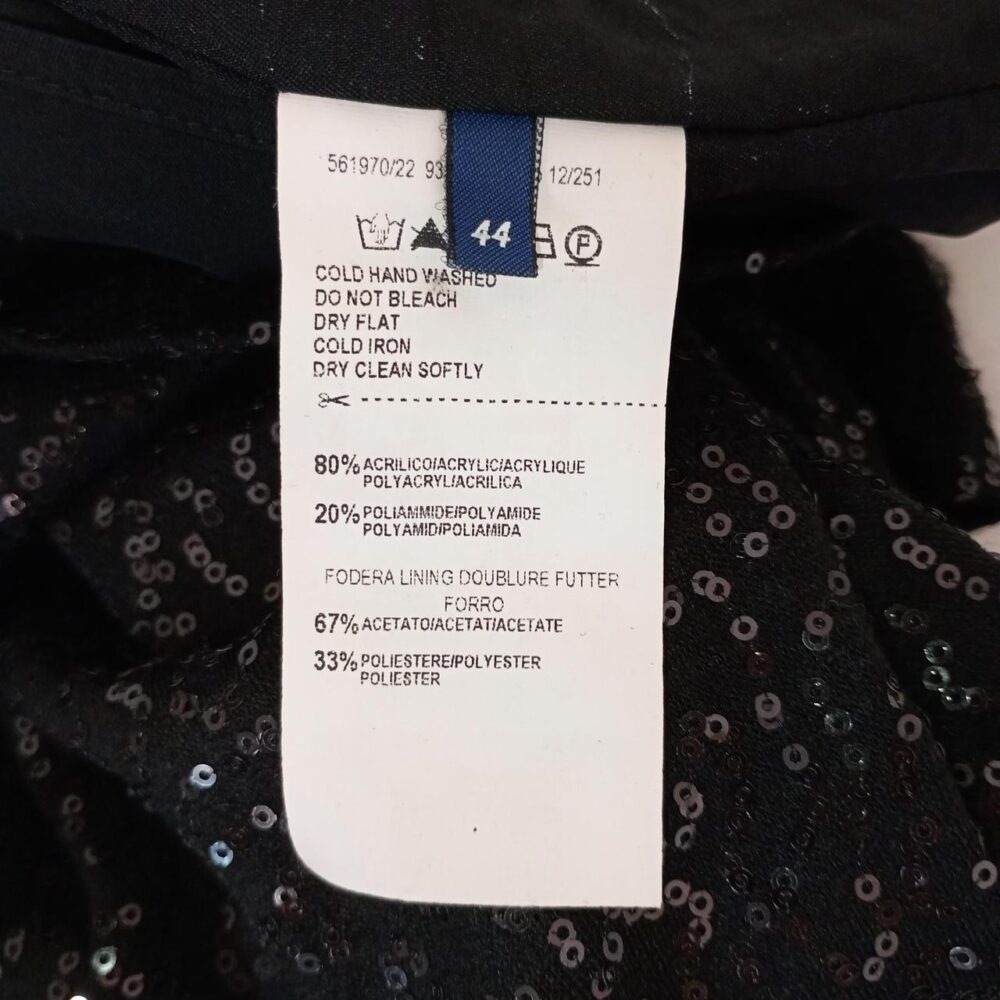 561970/22 93 12/251
44
P
COLD HAND WASHED
DO NOT BLEACH
DRY FLAT
COLD IRON
DRY CLEAN SOFTLY
80% ACRILICO/ACRYLIC/ACRYLIQUE
POLYACRYL/ACRILICA
20% POLIAMMIDE/POLYAMIDE
POLYAMID/POLIAMIDA
FODERA LINING DOUBLURE FUTTER
FORRO
67% ACETATO/ACETAT/ACETATE
33% POLIESTERE/POLYESTER
POLIESTER